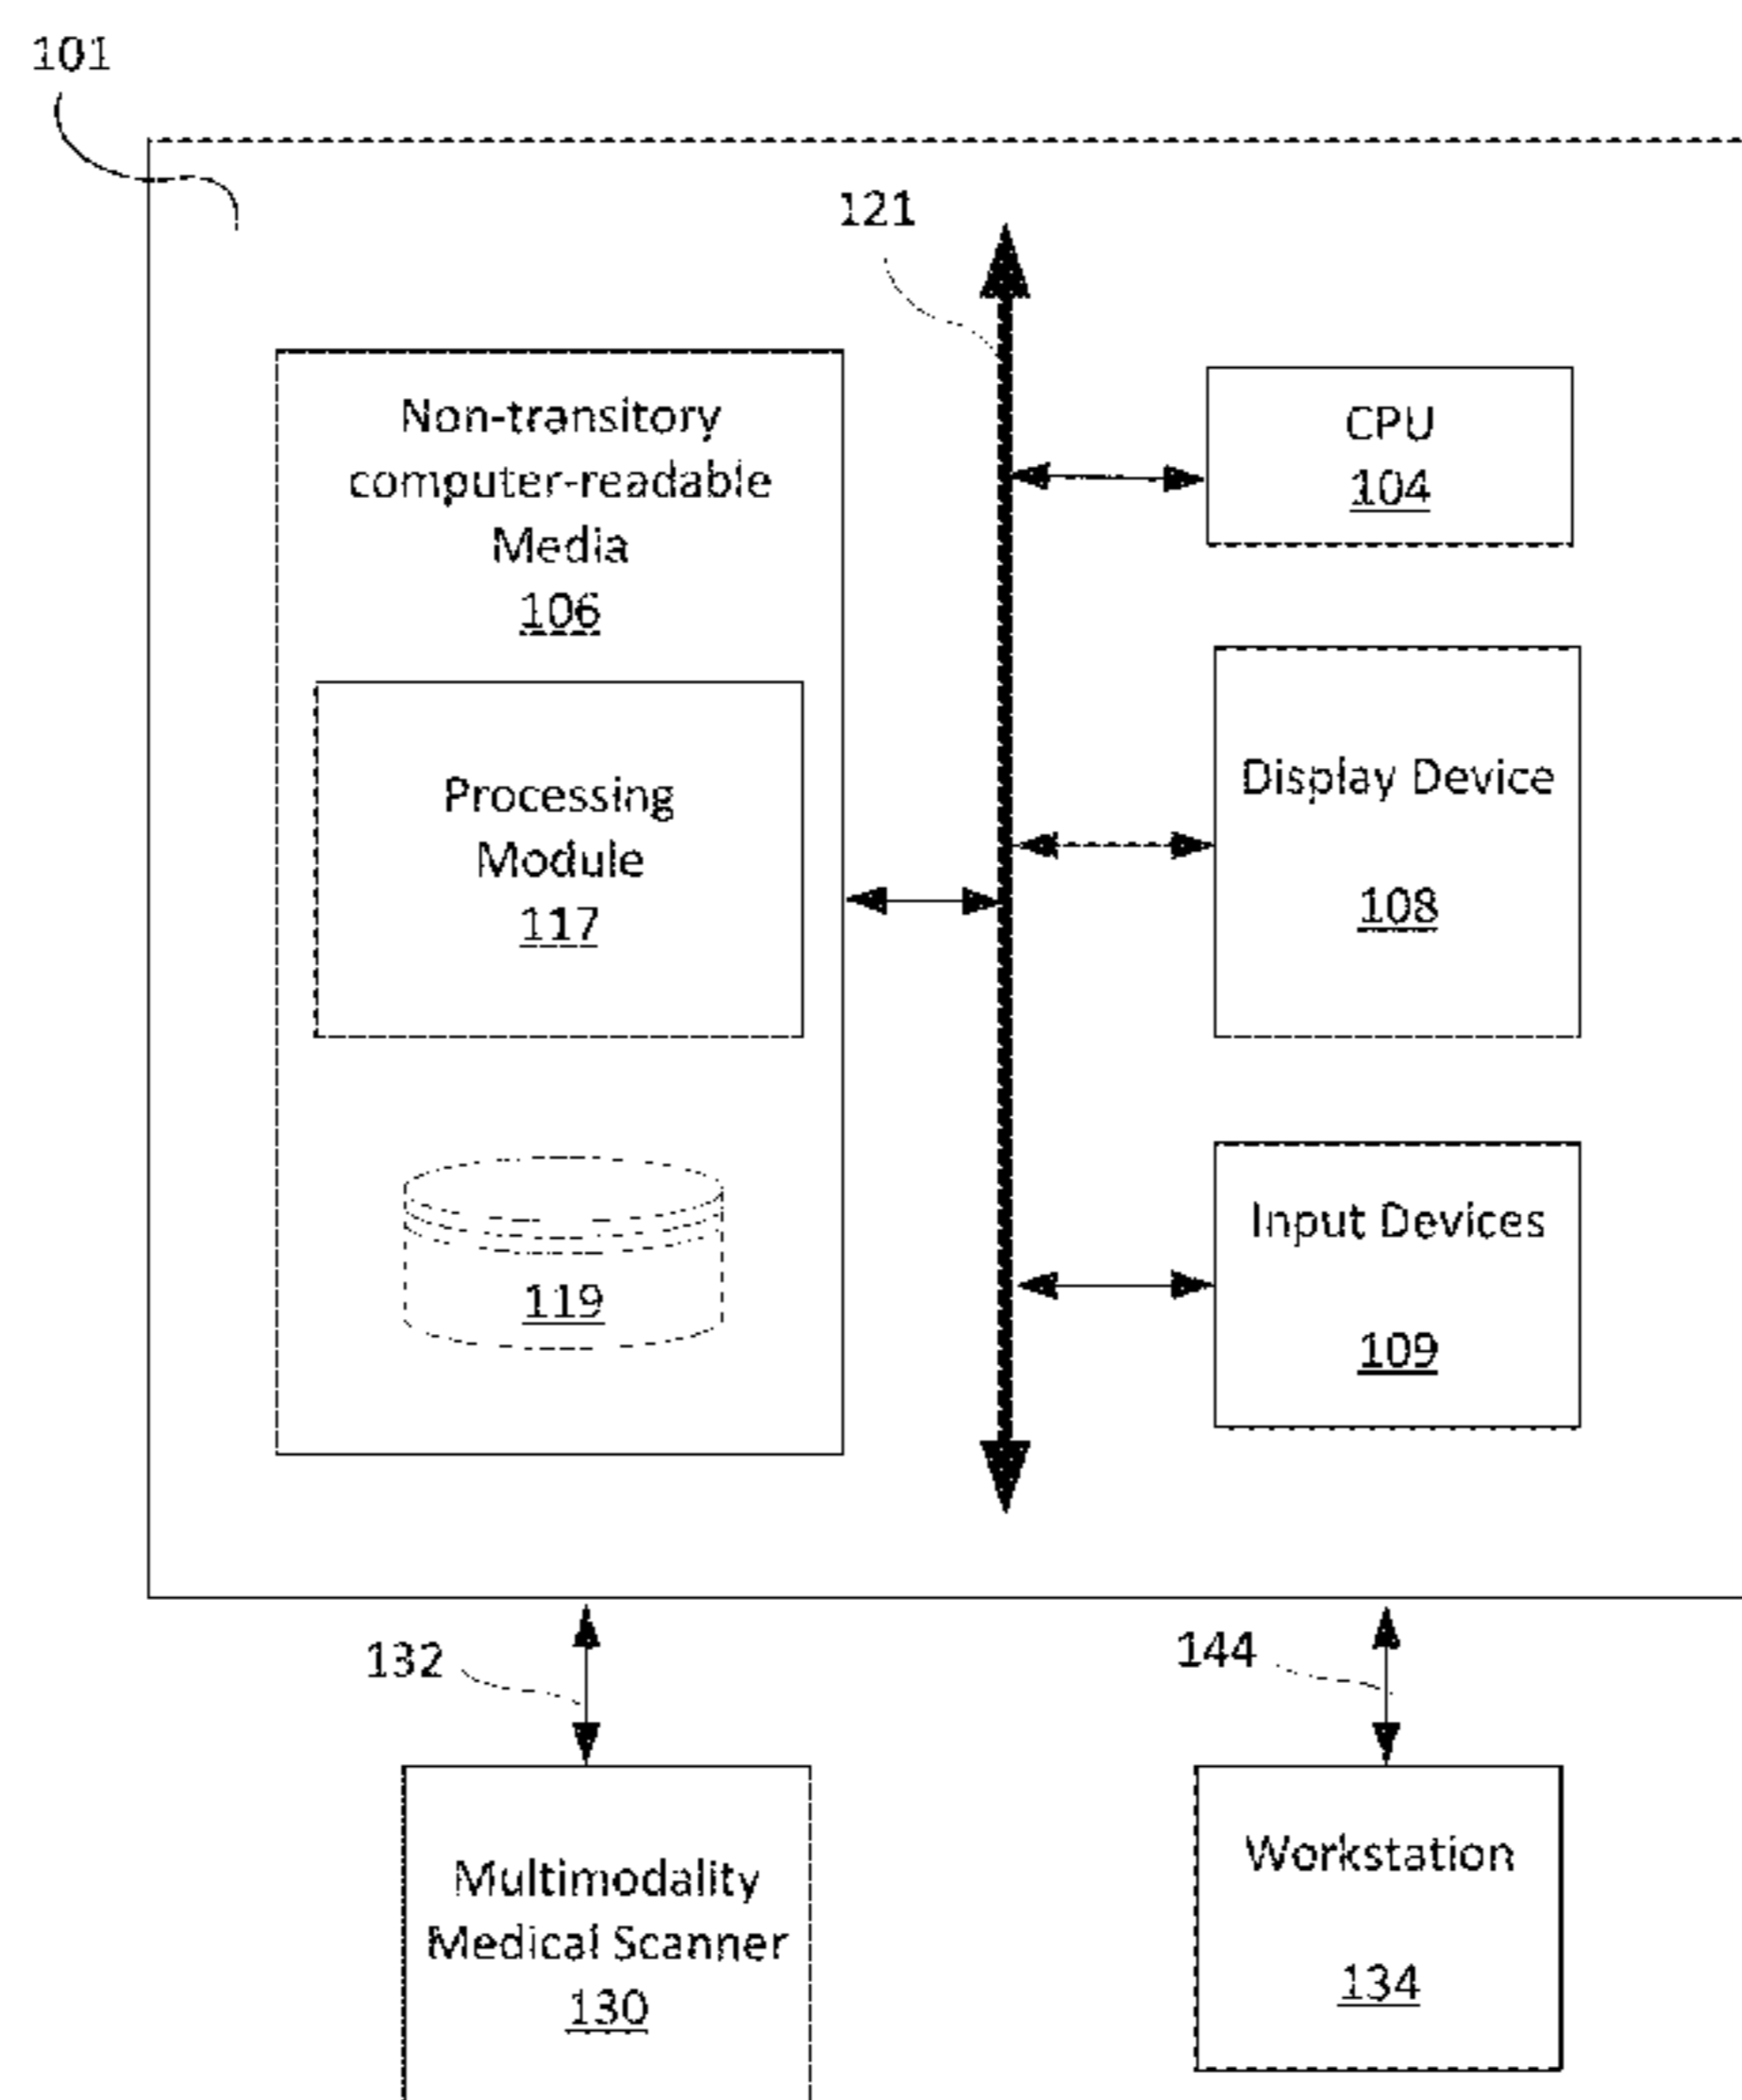 101
121
Non-transitory
computer-readable
Media
106
CPU
104
Processing
Module
117
Display Device
108
119
Input Devices
109
132
144
Multimodality
Medical Scanner
130
Workstation
134